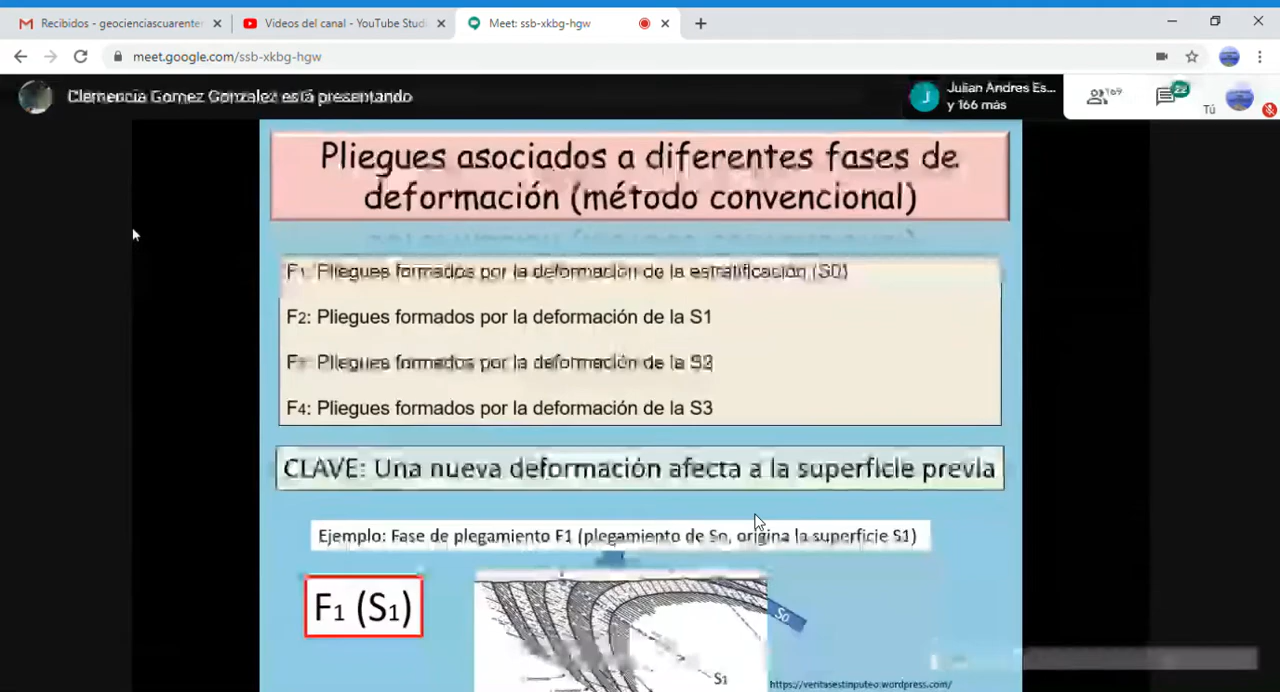 Recibidos - geocienciascuarente
Videos del canal - YouTube Studi
Meet: ssb-xkbg-hgw
meet.google.com/ssb-xkbg-hgw
Clemencia Gomez Gonzalez está presentando
J
Julian Andres Es...
y 166 más
169
22
Tú
Pliegues asociados a diferentes fases de
deformación (método convencional)
F1: Pliegues formados por la deformación de la estratificación (S0)
F2: Pliegues formados por la deformación de la S1
Pliegues formados por la deformación de la S2
F4: Pliegues formados por la deformación de la S3
CLAVE: Una nueva deformación afecta a la superficie previa
Ejemplo: Fase de plegamiento F1 (plegamiento de So, origina la superficie S1)
F1 (S1)
So
S1
https://ventasestinputeo.wordpress.com/